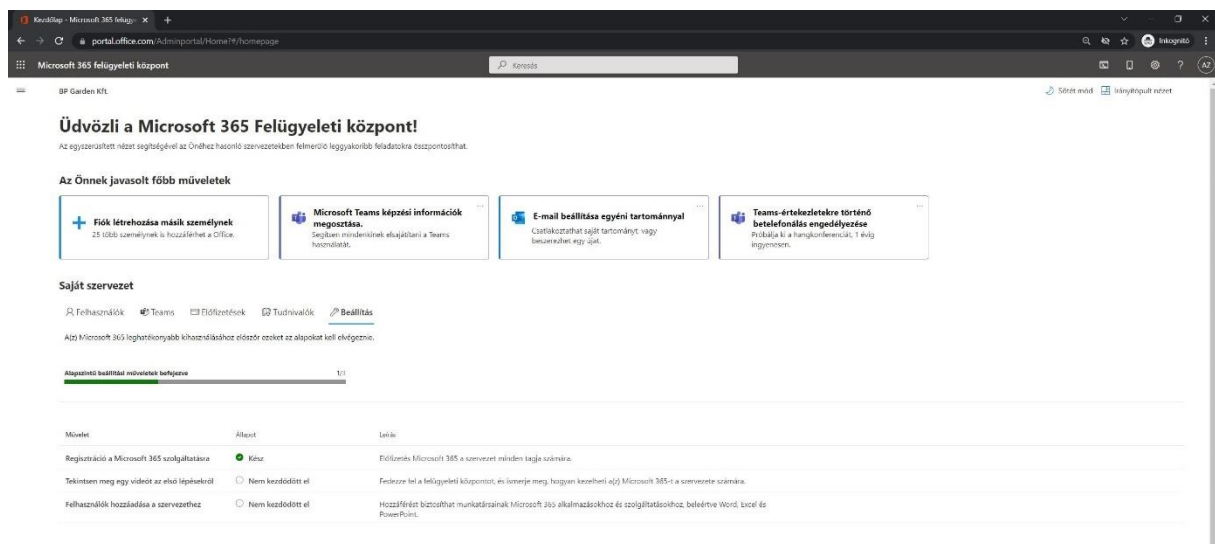 Kezdőlap - Microsoft 365 felügye
portal.office.com/Adminportal/Home?#/homepage
Inkognitó
Microsoft 365 felügyeleti központ
Keresés
AZ
BP Garden Kft.
Sötét mód
Irányítópult nézet
Üdvözli a Microsoft 365 Felügyeleti központ!
Az egyszerűsített nézet segítségével az Önéhez hasonló szervezetekben felmerülő leggyakoribb feladatokra összpontosíthat.
Az Önnek javasolt főbb műveletek
Fiók létrehozása másik személynek
25 több személynek is hozzáférhet a Office.
Microsoft Teams képzési információk
megosztása.
Segítsen mindenkinek elsajátítani a Teams
használatát.
E-mail beállítása egyéni tartománnyal
Csatlakoztathat saját tartományt, vagy
beszerezhet egy újat.
Teams-értekezletekre történő
betelefonálás engedélyezése
Próbálja ki a hangkonferenciát, 1 évig
ingyenesen.
Saját szervezet
Felhasználók Teams Előfizetések Tudnivalók Beállítás
A(z) Microsoft 365 leghatékonyabb kihasználásához először ezeket az alapokat kell elvégeznie.
Alapszintű beállítási műveletek befejezve 1/3
Művelet Állapot Leírás
Regisztráció a Microsoft 365 szolgáltatásra Kész Előfizetés Microsoft 365 a szervezet minden tagja számára.
Tekintsen meg egy videót az első lépésekről Nem kezdődött el Fedezze fel a felügyeleti központot, és ismerje meg, hogyan kezelheti a(z) Microsoft 365-t a szervezete számára.
Felhasználók hozzáadása a szervezethez Nem kezdődött el Hozzáférést biztosíthat munkatársainak Microsoft 365 alkalmazásokhoz és szolgáltatásokhoz, beleértve Word, Excel és
PowerPoint.